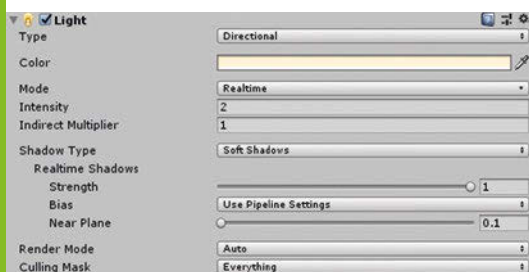 Light
Type Directional
Color
Mode Realtime
Intensity 2
Indirect Multiplier 1
Shadow Type Soft Shadows
Realtime Shadows
Strength 1
Bias Use Pipeline Settings
Near Plane 0.1
Render Mode Auto
Culling Mask Everything